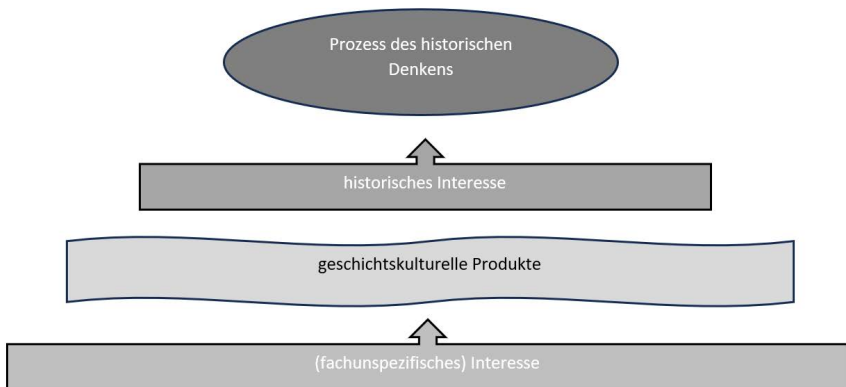 Prozess des historischen
Denkens
historisches Interesse
geschichtskulturelle Produkte
(fachunspezifisches) Interesse